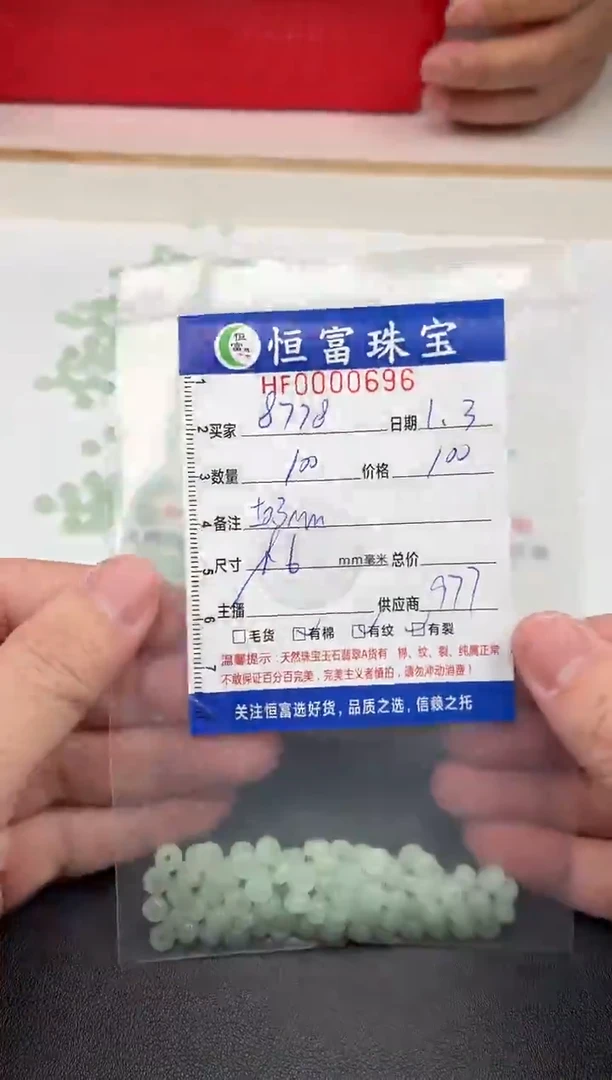 恒富珠宝
HF0000696
买家 8778 日期 1.3
数量 100 价格 100
备注 ±0.3mm
尺寸 6 mm毫米 总价
主播 供应商 977
毛货 有棉 有纹 有裂
温馨提示:天然珠宝玉石翡翠A货有 棉、纹、裂、纯属正常
不敢保证百分百完美,完美主义者慎拍,请勿冲动消费!
关注恒富选好货,品质之选,信赖之托
1
2
3
4
5
6
7